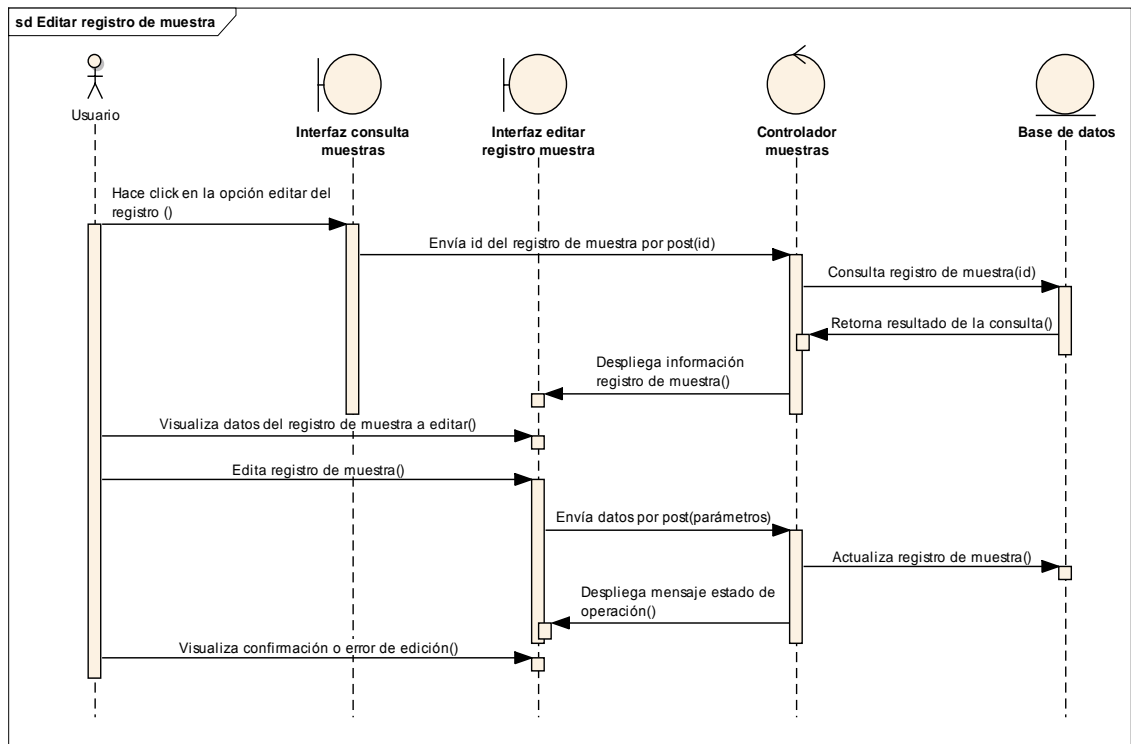 sd Editar registro de muestra
Usuario
Interfaz consulta
muestras
Interfaz editar
registro muestra
Controlador
muestras
Base de datos
Hace click en la opción editar del
registro ()
Envía id del registro de muestra por post(id)
Consulta registro de muestra(id)
Retorna resultado de la consulta()
Despliega información
registro de muestra()
Visualiza datos del registro de muestra a editar()
Edita registro de muestra()
Envía datos por post(parámetros)
Actualiza registro de muestra()
Despliega mensaje estado de
operación()
Visualiza confirmación o error de edición()